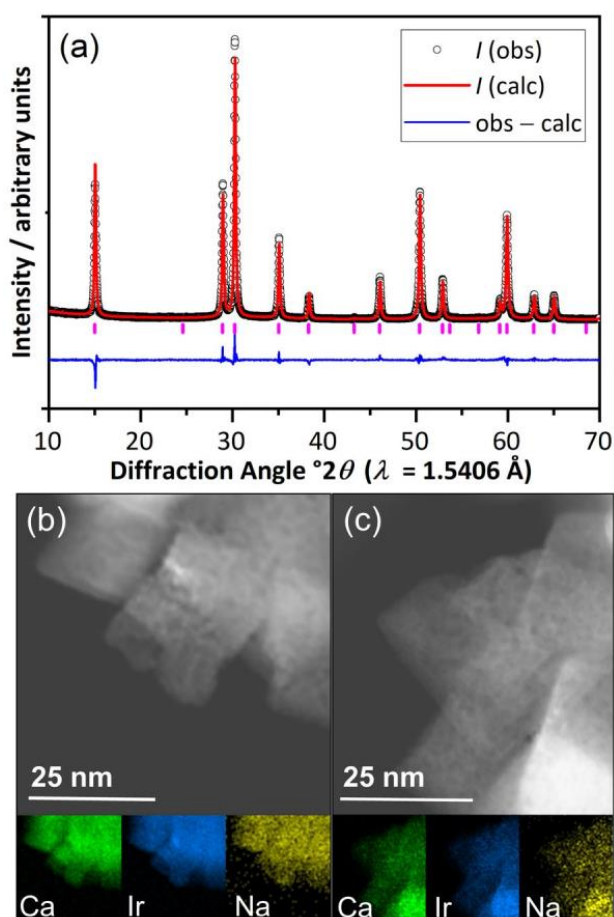 (a)
I (obs)
I (calc)
obs – calc
Intensity / arbitrary units
10 20 30 40 50 60 70
Diffraction Angle °2θ (λ = 1.5406 Å)
(b)
25 nm
Ca Ir Na
(c)
25 nm
Ca Ir Na